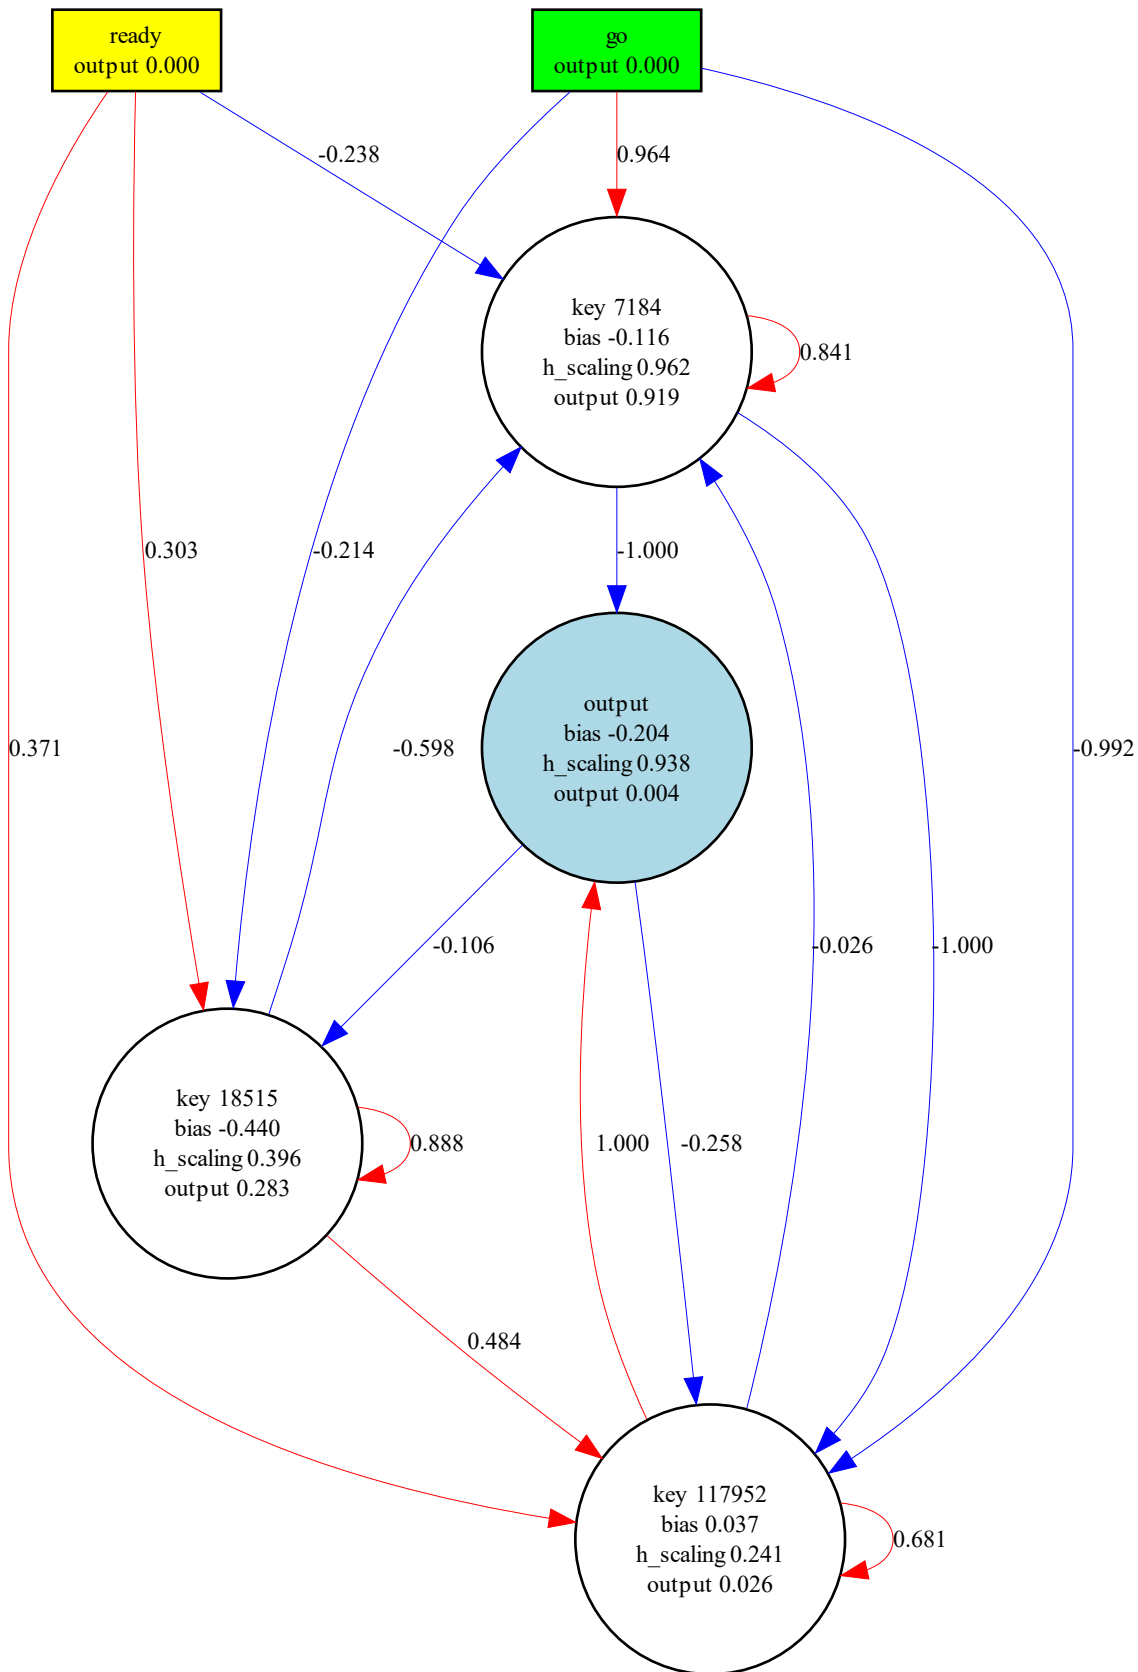 ready
output 0.000
go
output 0.000
-0.238
0.964
key 7184
bias -0.116
h_scaling 0.962
output 0.919
0.841
0.303
-0.214
-1.000
output
bias -0.204
h_scaling 0.938
output 0.004
0.371
-0.598
-0.992
-0.106
-0.026
-1.000
key 18515
bias -0.440
h_scaling 0.396
output 0.283
0.888
1.000
-0.258
0.484
key 117952
bias 0.037
h_scaling 0.241
output 0.026
0.681